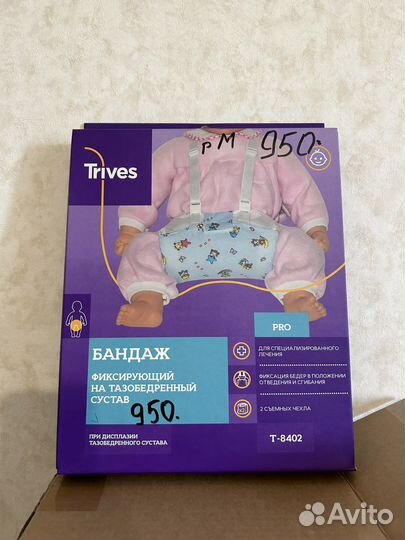 р М 950.
Trives
PRO
БАНДАЖ
ФИКСИРУЮЩИЙ
НА ТАЗОБЕДРЕННЫЙ
СУСТАВ
950.
ПРИ ДИСПЛАЗИИ
ТАЗОБЕДРЕННОГО СУСТАВА
ДЛЯ СПЕЦИАЛИЗИРОВАННОГО
ЛЕЧЕНИЯ
ФИКСАЦИЯ БЕДЕР В ПОЛОЖЕНИИ
ОТВЕДЕНИЯ И СГИБАНИЯ
2 СЪЕМНЫХ ЧЕХЛА
Т-8402
Avito